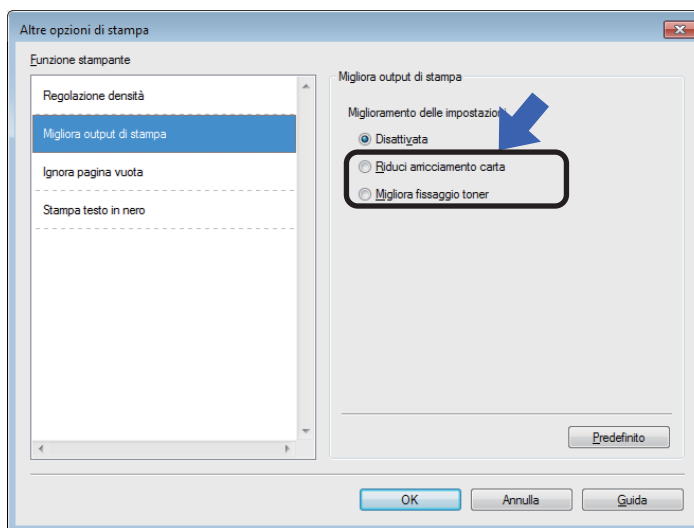 Altre opzioni di stampa
Funzione stampante
Regolazione densità
Migliora output di stampa
Ignora pagina vuota
Stampa testo in nero
Migliora output di stampa
Miglioramento delle impostazioni
Disattivata
Riduci arricciamento carta
Migliora fissaggio toner
Predefinito
OK
Annulla
Guida